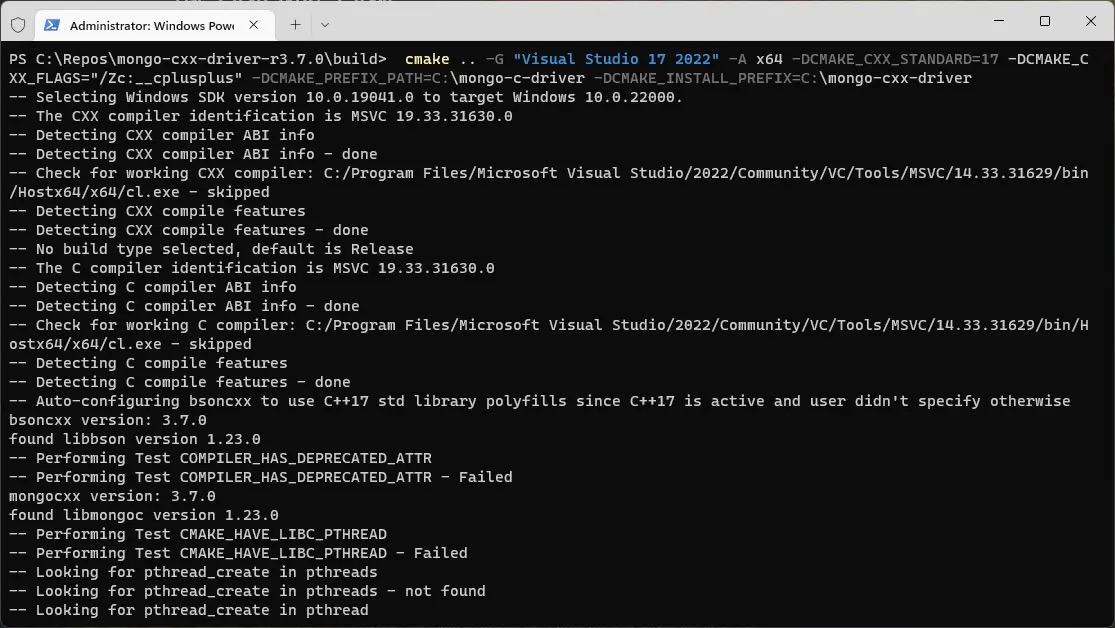 Administrator: Windows Powe
PS C:\Repos\mongo-cxx-driver-r3.7.0\build> cmake .. -G "Visual Studio 17 2022" -A x64 -DCMAKE_CXX_STANDARD=17 -DCMAKE_C
XX_FLAGS="/Zc:__cplusplus" -DCMAKE_PREFIX_PATH=C:\mongo-c-driver -DCMAKE_INSTALL_PREFIX=C:\mongo-cxx-driver
-- Selecting Windows SDK version 10.0.19041.0 to target Windows 10.0.22000.
-- The CXX compiler identification is MSVC 19.33.31630.0
-- Detecting CXX compiler ABI info
-- Detecting CXX compiler ABI info - done
-- Check for working CXX compiler: C:/Program Files/Microsoft Visual Studio/2022/Community/VC/Tools/MSVC/14.33.31629/bin
/Hostx64/x64/cl.exe - skipped
-- Detecting CXX compile features
-- Detecting CXX compile features - done
-- No build type selected, default is Release
-- The C compiler identification is MSVC 19.33.31630.0
-- Detecting C compiler ABI info
-- Detecting C compiler ABI info - done
-- Check for working C compiler: C:/Program Files/Microsoft Visual Studio/2022/Community/VC/Tools/MSVC/14.33.31629/bin/H
ostx64/x64/cl.exe - skipped
-- Detecting C compile features
-- Detecting C compile features - done
-- Auto-configuring bsoncxx to use C++17 std library polyfills since C++17 is active and user didn't specify otherwise
bsoncxx version: 3.7.0
found libbson version 1.23.0
-- Performing Test COMPILER_HAS_DEPRECATED_ATTR
-- Performing Test COMPILER_HAS_DEPRECATED_ATTR - Failed
mongocxx version: 3.7.0
found libmongoc version 1.23.0
-- Performing Test CMAKE_HAVE_LIBC_PTHREAD
-- Performing Test CMAKE_HAVE_LIBC_PTHREAD - Failed
-- Looking for pthread_create in pthreads
-- Looking for pthread_create in pthreads - not found
-- Looking for pthread_create in pthread